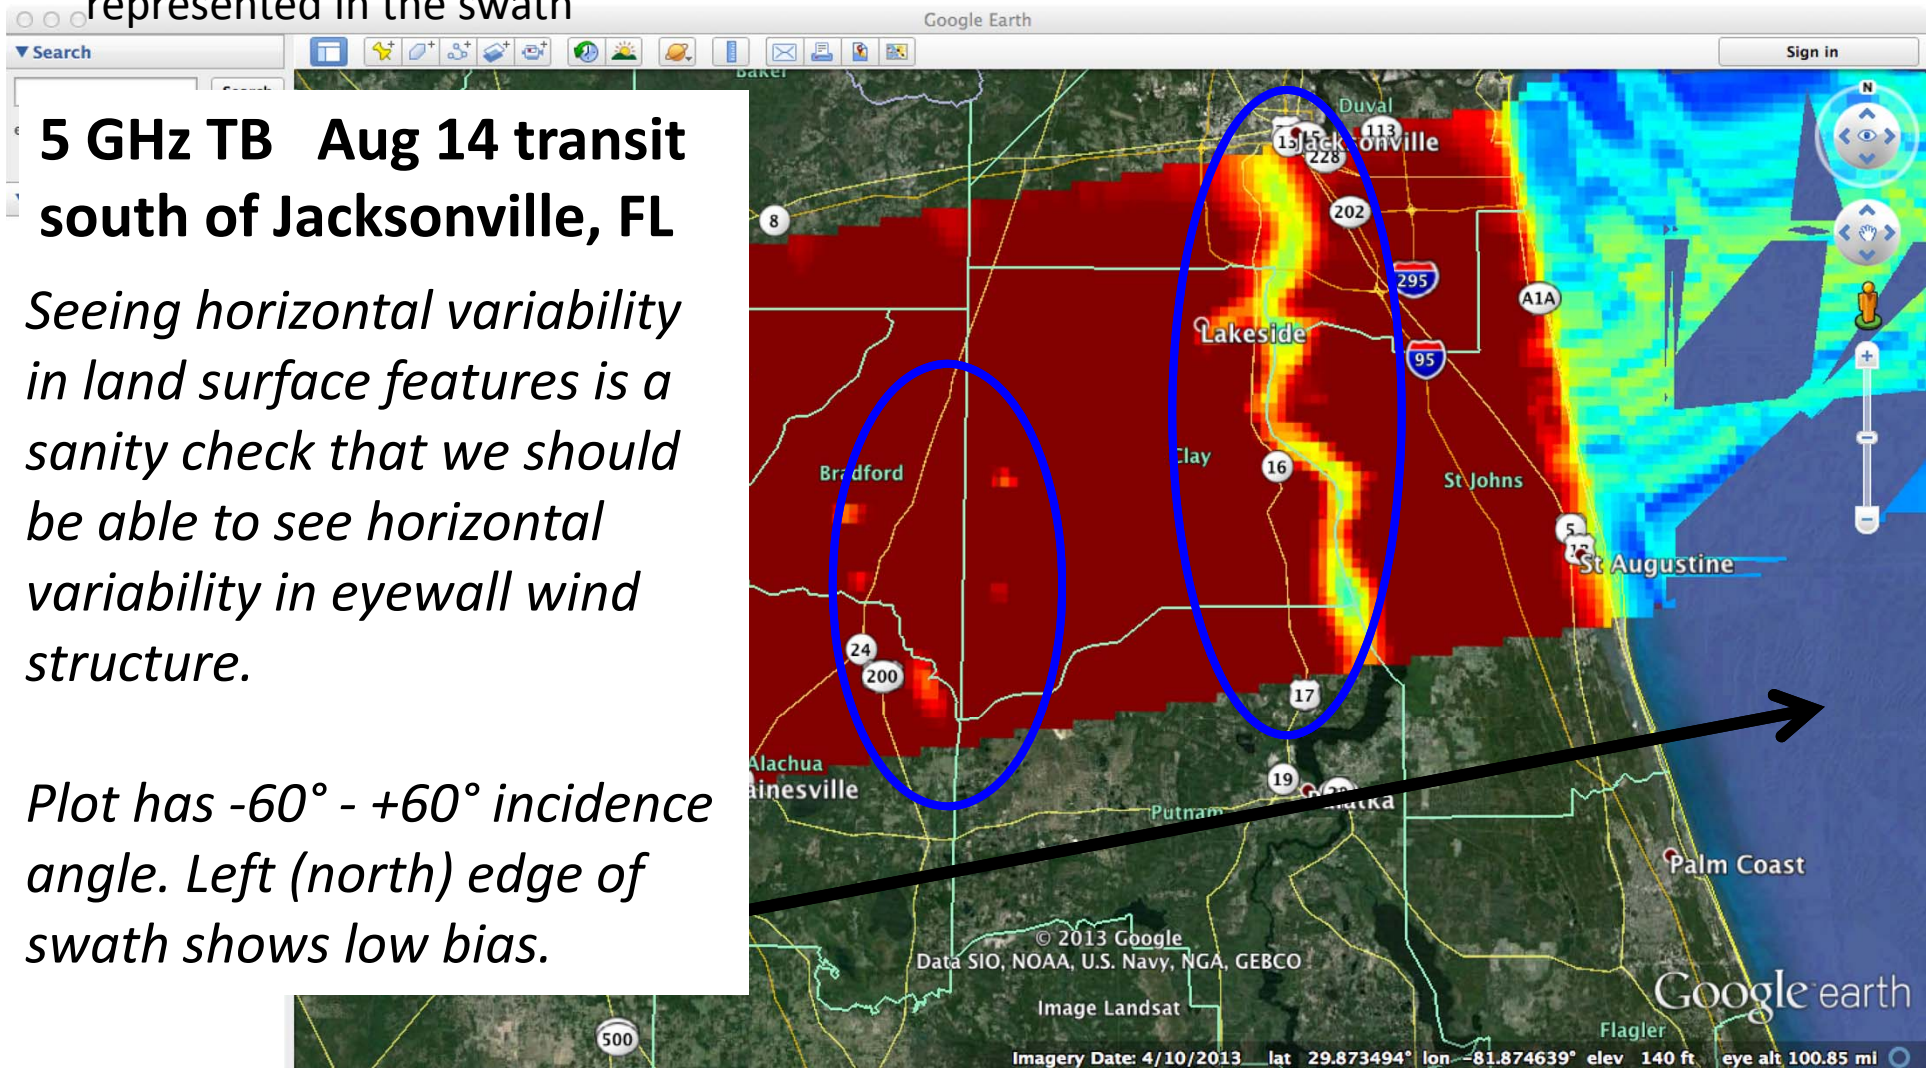 represented in the swath
Google Earth
Search
Sign in
5 GHz TB Aug 14 transit
south of Jacksonville, FL
Seeing horizontal variability
in land surface features is a
sanity check that we should
be able to see horizontal
variability in eyewall wind
structure.
Plot has -60° - +60° incidence
angle. Left (north) edge of
swath shows low bias.
Baker
N
Duval
113
Jacksonville
228
8
202
295
A1A
Lakeside
95
Bradford
Clay
16
St Johns
5
St Augustine
24
200
17
Alachua
19
Putnam
Palm Coast
© 2013 Google
Data SIO, NOAA, U.S. Navy, NGA, GEBCO
Image Landsat
Google earth
Flagler
500
Imagery Date: 4/10/2013 lat 29.873494° lon -81.874639° elev 140 ft eye alt 100.85 mi